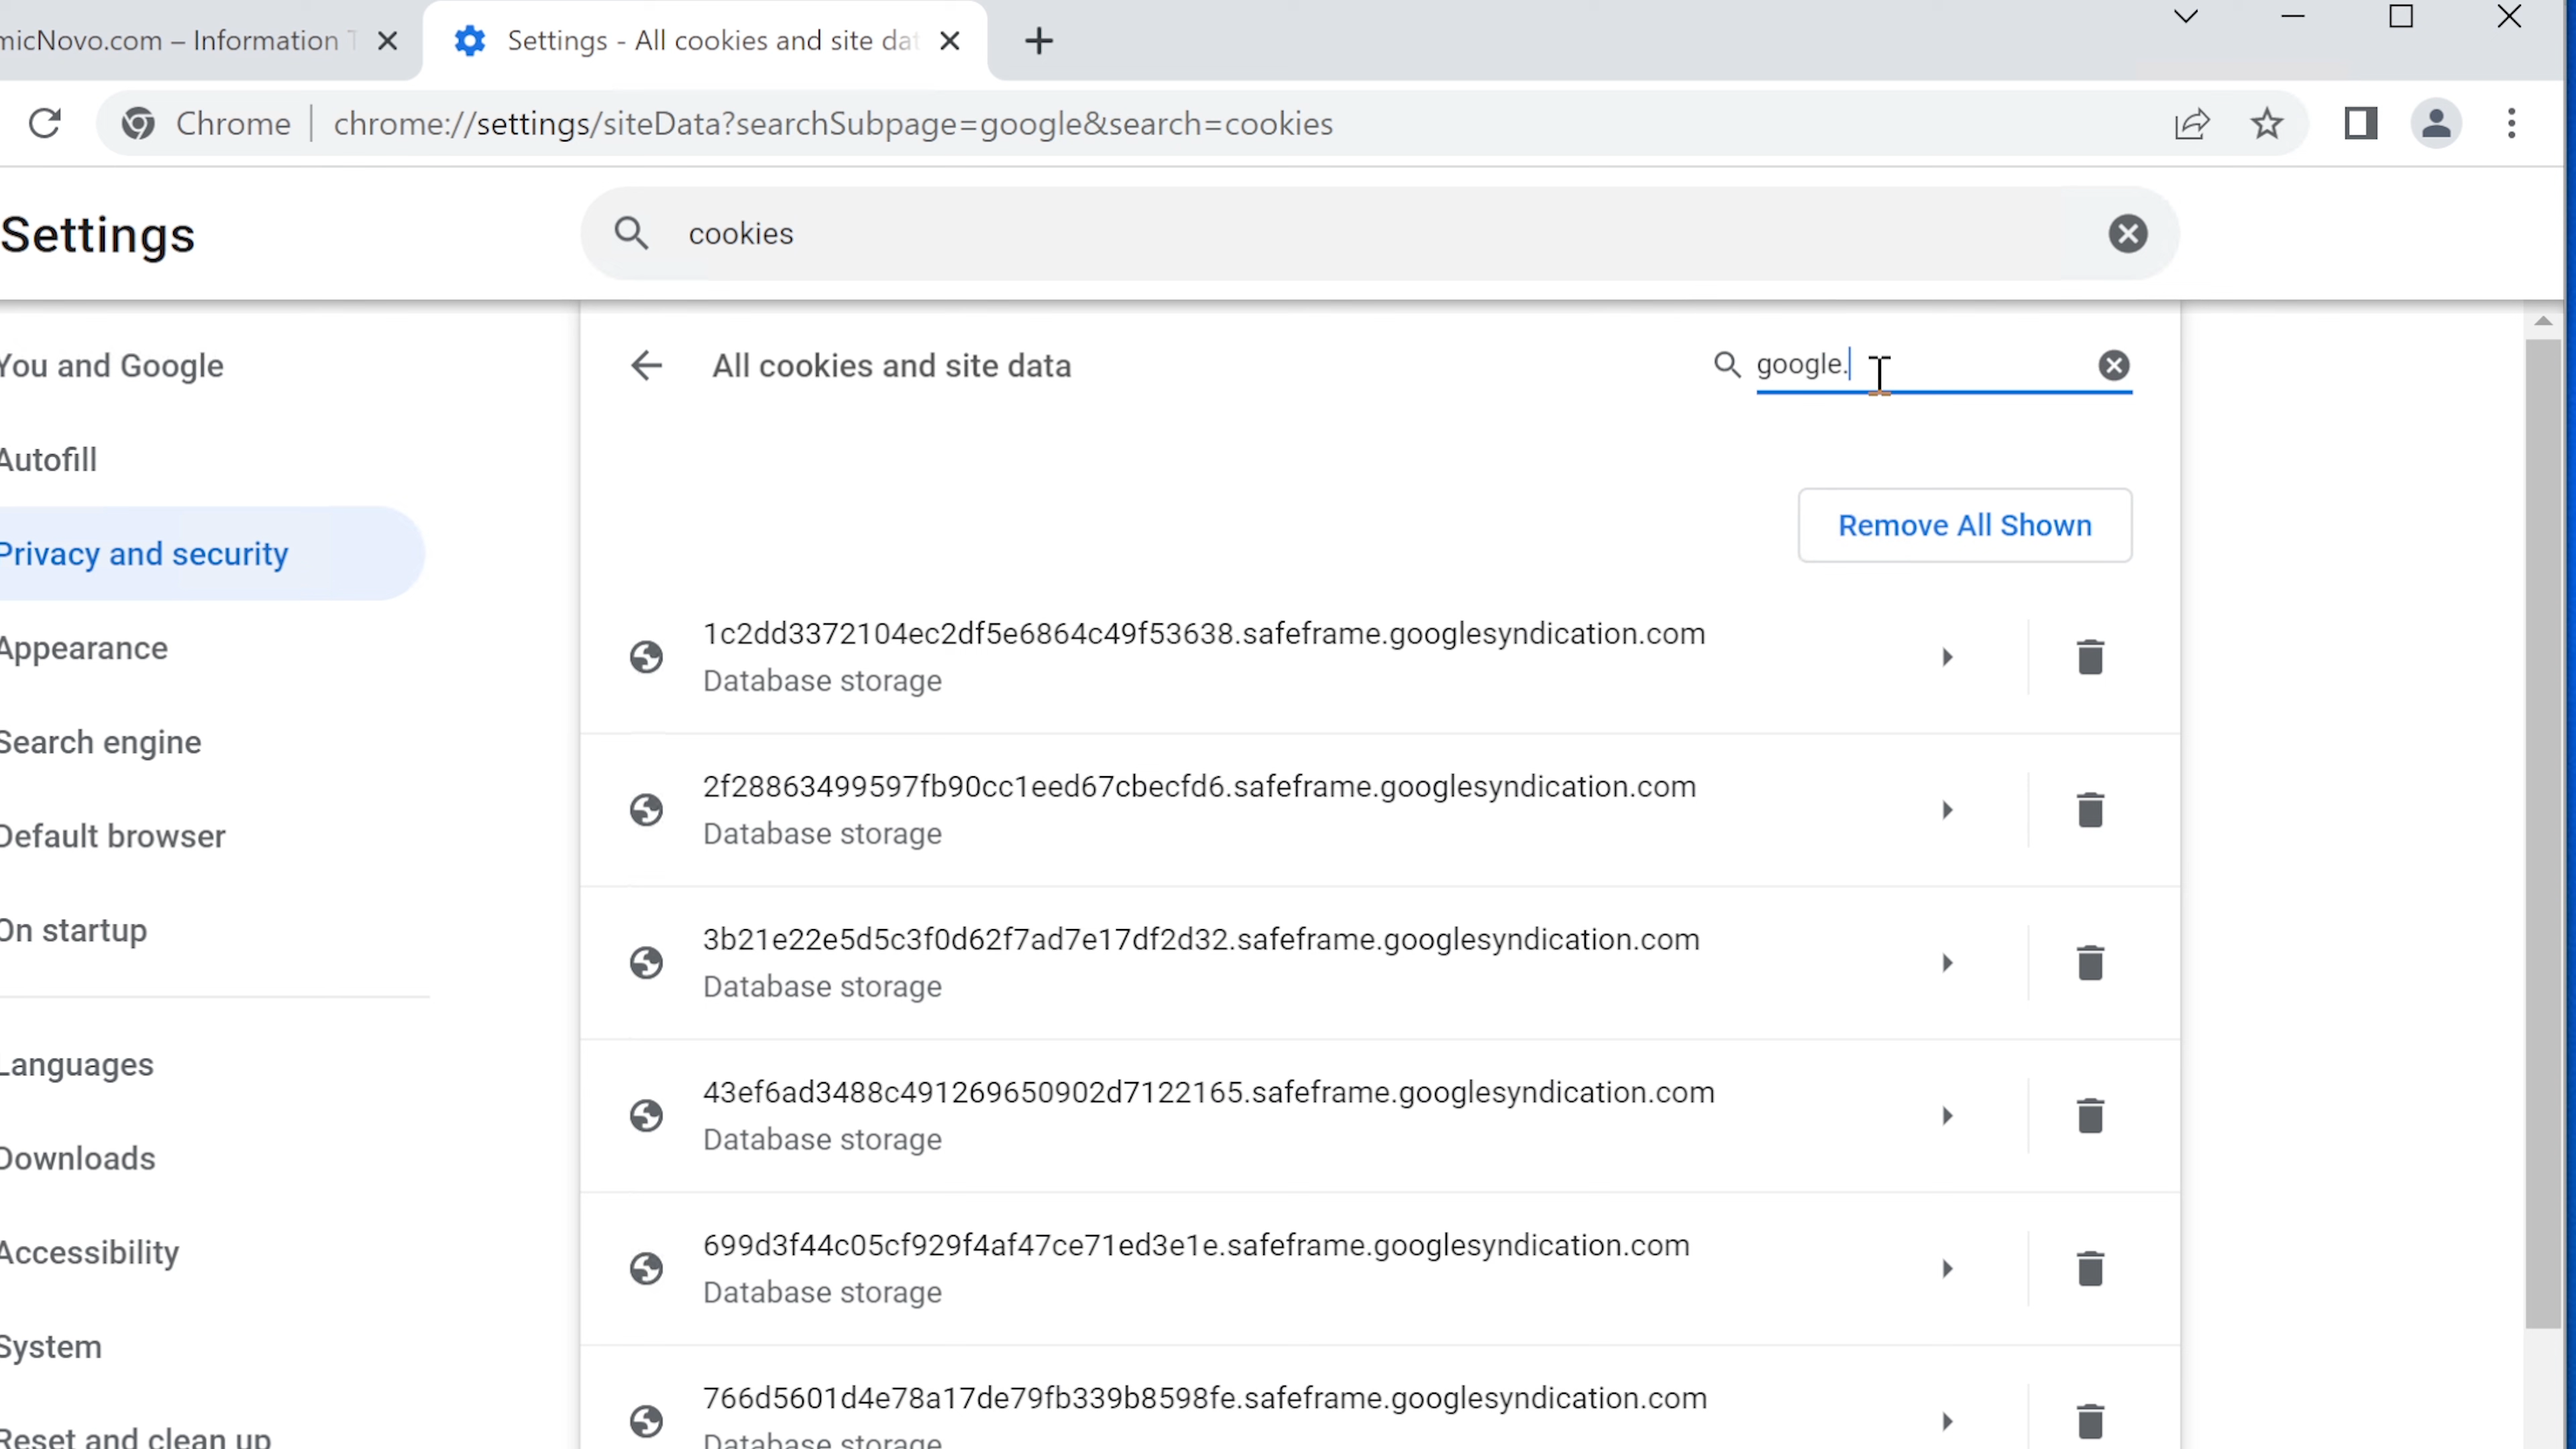 micNovo.com – Information T
Settings - All cookies and site dat
Chrome
chrome://settings/siteData?searchSubpage=google&search=cookies
Settings
cookies
You and Google
Autofill
Privacy and security
Appearance
Search engine
Default browser
On startup
Languages
Downloads
Accessibility
System
Reset and clean up
All cookies and site data
google.
Remove All Shown
1c2dd3372104ec2df5e6864c49f53638.safeframe.googlesyndication.com
Database storage
2f28863499597fb90cc1eed67cbecfd6.safeframe.googlesyndication.com
Database storage
3b21e22e5d5c3f0d62f7ad7e17df2d32.safeframe.googlesyndication.com
Database storage
43ef6ad3488c491269650902d7122165.safeframe.googlesyndication.com
Database storage
699d3f44c05cf929f4af47ce71ed3e1e.safeframe.googlesyndication.com
Database storage
766d5601d4e78a17de79fb339b8598fe.safeframe.googlesyndication.com
Database storage